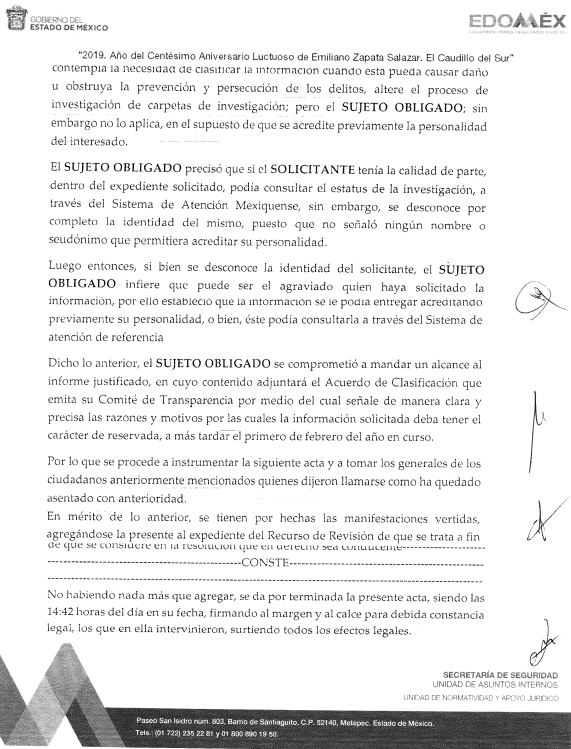 GOBIERNO DEL
ESTADO DE MÉXICO
EDOMÉX
DECISIONES FIRMES, RESULTADOS FUERTES.
"2019. Año del Centésimo Aniversario Luctuoso de Emiliano Zapata Salazar. El Caudillo del Sur"
contempla la necesidad de clasificar la información cuando esta pueda causar daño
u obstruya la prevención y persecución de los delitos, altere el proceso de
investigación de carpetas de investigación; pero el SUJETO OBLIGADO; sin
embargo no lo aplica, en el supuesto de que se acredite previamente la personalidad
del interesado.
El SUJETO OBLIGADO precisó que si el SOLICITANTE tenía la calidad de parte,
dentro del expediente solicitado, podía consultar el estatus de la investigación, a
través del Sistema de Atención Mexiquense, sin embargo, se desconoce por
completo la identidad del mismo, puesto que no señaló ningún nombre o
seudónimo que permitiera acreditar su personalidad.
Luego entonces, si bien se desconoce la identidad del solicitante, el SUJETO
OBLIGADO infiere que puede ser el agraviado quien haya solicitado la
información, por ello estableció que la información se le podía entregar acreditando
previamente su personalidad, o bien, éste podía consultarla a través del Sistema de
atención de referencia
Dicho lo anterior, el SUJETO OBLIGADO se comprometió a mandar un alcance al
informe justificado, en cuyo contenido adjuntará el Acuerdo de Clasificación que
emita su Comité de Transparencia por medio del cual señale de manera clara y
precisa las razones y motivos por las cuales la información solicitada deba tener el
carácter de reservada, a más tardar el primero de febrero del año en curso.
Por lo que se procede a instrumentar la siguiente acta y a tomar los generales de los
ciudadanos anteriormente mencionados quienes dijeron llamarse como ha quedado
asentado con anterioridad.
En mérito de lo anterior, se tienen por hechas las manifestaciones vertidas,
agregándose la presente al expediente del Recurso de Revisión de que se trata a fin
de que se considere en la resolución que en derecho sea conducente--------------------
---------------------------------------------CONSTE---------------------------------------------
No habiendo nada más que agregar, se da por terminada la presente acta, siendo las
14:42 horas del día en su fecha, firmando al margen y al calce para debida constancia
legal, los que en ella intervinieron, surtiendo todos los efectos legales.
SECRETARÍA DE SEGURIDAD
UNIDAD DE ASUNTOS INTERNOS
UNIDAD DE NORMATIVIDAD Y APOYO JURÍDICO
Paseo San Isidro núm. 803, Barrio de Santiaguito, C.P. 52140, Metepec, Estado de México.
Tels.: (01 722) 235 22 81 y 01 800 890 19 50.